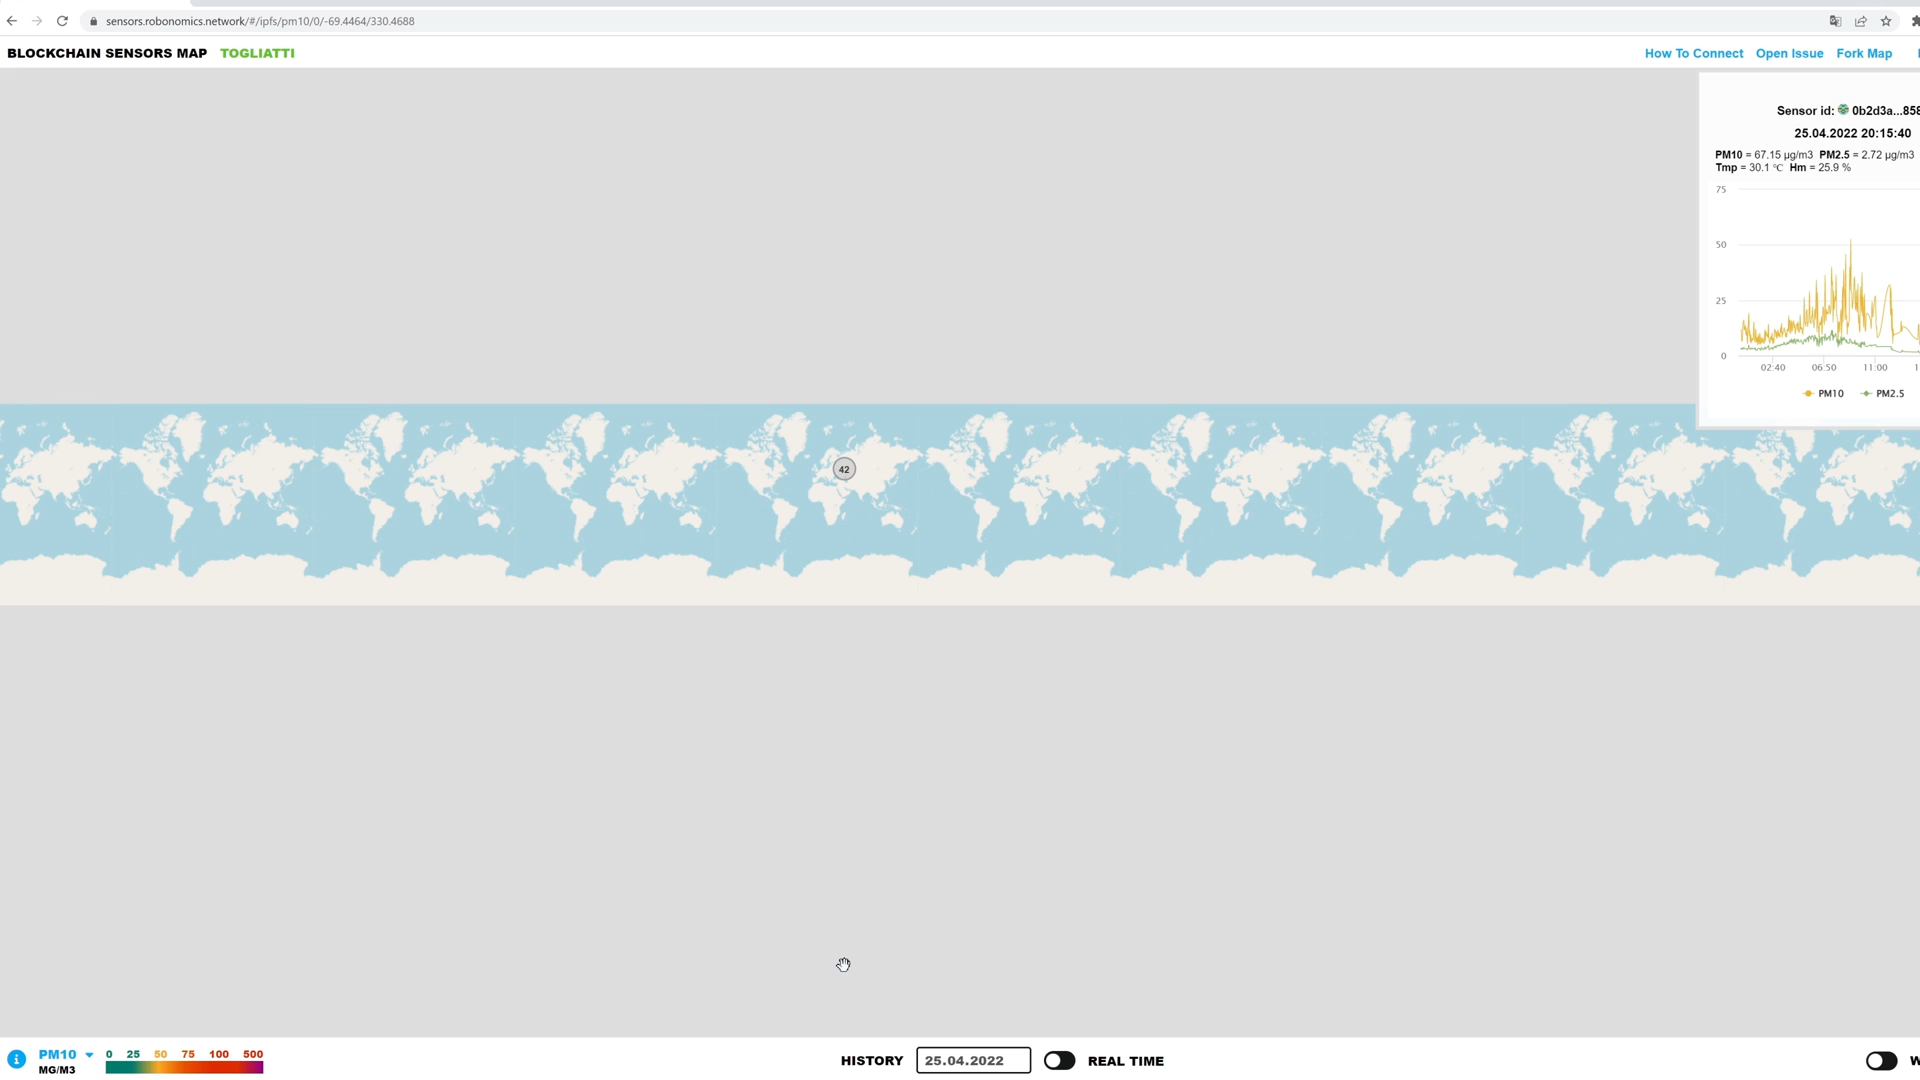 sensors.robonomics.network/#/ipfs/pm10/0/-69.4464/330.4688
BLOCKCHAIN SENSORS MAP TOGLIATTI
How To Connect Open Issue Fork Map
Sensor id: 0b2d3a...858
25.04.2022 20:15:40
PM10 = 67.15 µg/m3 PM2.5 = 2.72 µg/m3
Tmp = 30.1 °C Hm = 25.9 %
75
50
25
0
02:40 06:50 11:00
PM10 PM2.5
42
PM10 0 25 50 75 100 500
MG/M3
HISTORY 25.04.2022 REAL TIME